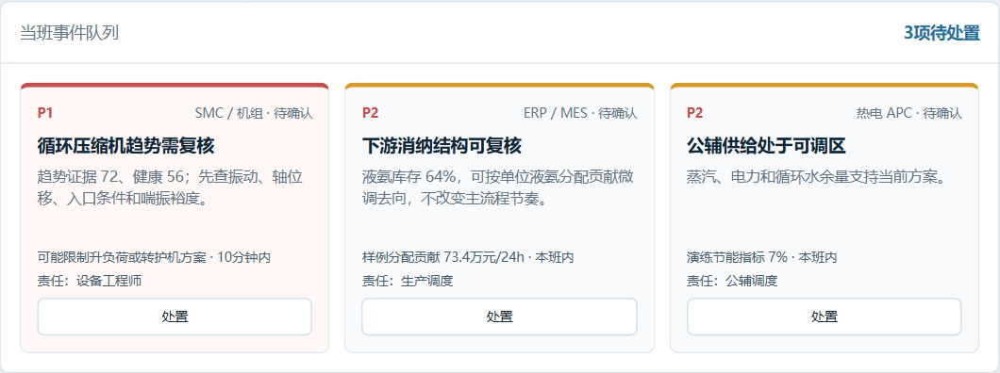 当班事件队列
3项待处置
P1
SMC / 机组 · 待确认
循环压缩机趋势需复核
趋势证据 72、健康 56；先查振动、轴位
移、入口条件和喘振裕度。
可能限制升负荷或转护机方案 · 10分钟内
责任：设备工程师
处置
P2
ERP / MES · 待确认
下游消纳结构可复核
液氨库存 64%，可按单位液氨分配贡献微
调去向，不改变主流程节奏。
样例分配贡献 73.4万元/24h · 本班内
责任：生产调度
处置
P2
热电 APC · 待确认
公辅供给处于可调区
蒸汽、电力和循环水余量支持当前方案。
演练节能指标 7% · 本班内
责任：公辅调度
处置